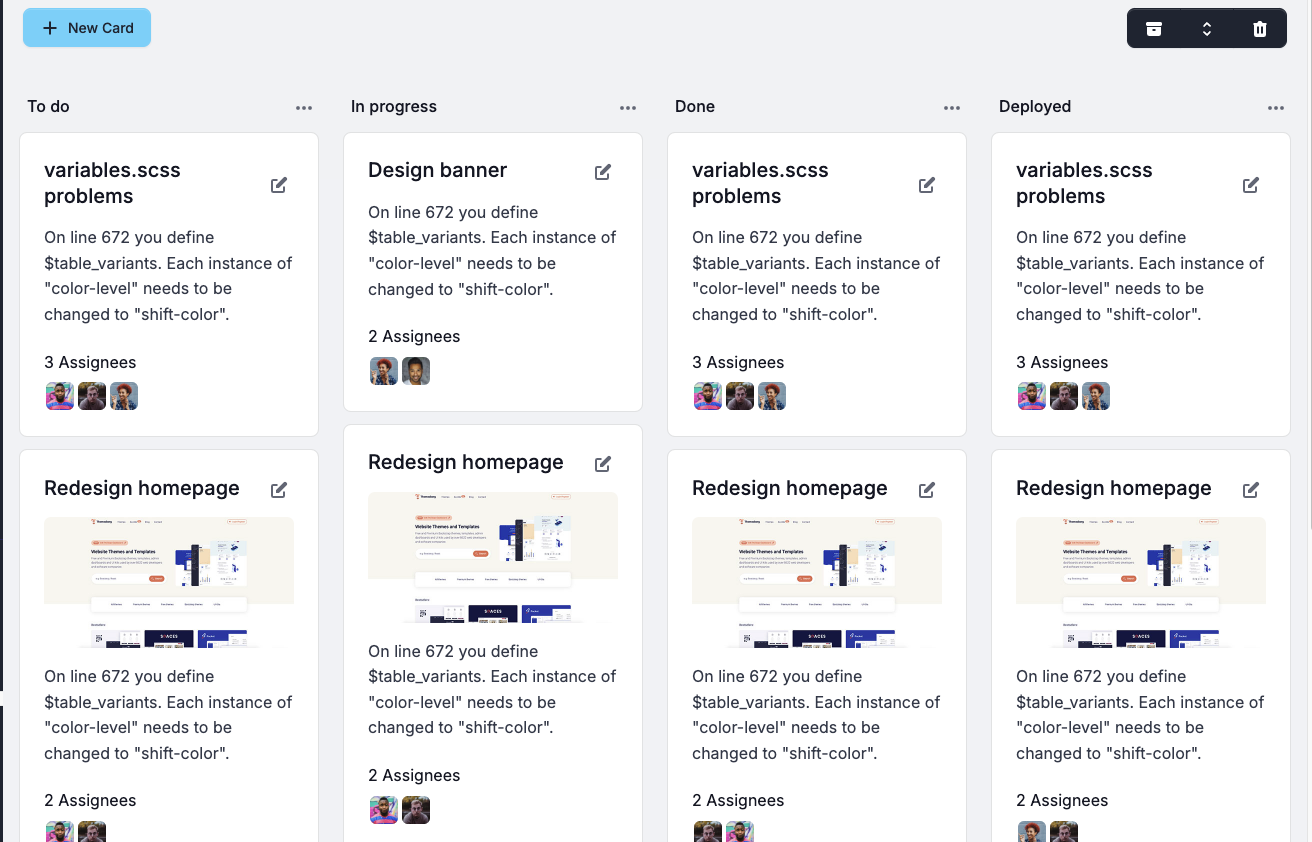 New Card
To do
In progress
Done
Deployed
variables.scss
problems
On line 672 you define
$table_variants. Each instance of
"color-level" needs to be
changed to "shift-color".
3 Assignees
Redesign homepage
Website Themes and Templates
On line 672 you define
$table_variants. Each instance of
"color-level" needs to be
changed to "shift-color".
2 Assignees
Design banner
On line 672 you define
$table_variants. Each instance of
"color-level" needs to be
changed to "shift-color".
2 Assignees
Redesign homepage
Website Themes and Templates
On line 672 you define
$table_variants. Each instance of
"color-level" needs to be
changed to "shift-color".
2 Assignees
variables.scss
problems
On line 672 you define
$table_variants. Each instance of
"color-level" needs to be
changed to "shift-color".
3 Assignees
Redesign homepage
Website Themes and Templates
On line 672 you define
$table_variants. Each instance of
"color-level" needs to be
changed to "shift-color".
2 Assignees
variables.scss
problems
On line 672 you define
$table_variants. Each instance of
"color-level" needs to be
changed to "shift-color".
3 Assignees
Redesign homepage
Website Themes and Templates
On line 672 you define
$table_variants. Each instance of
"color-level" needs to be
changed to "shift-color".
2 Assignees